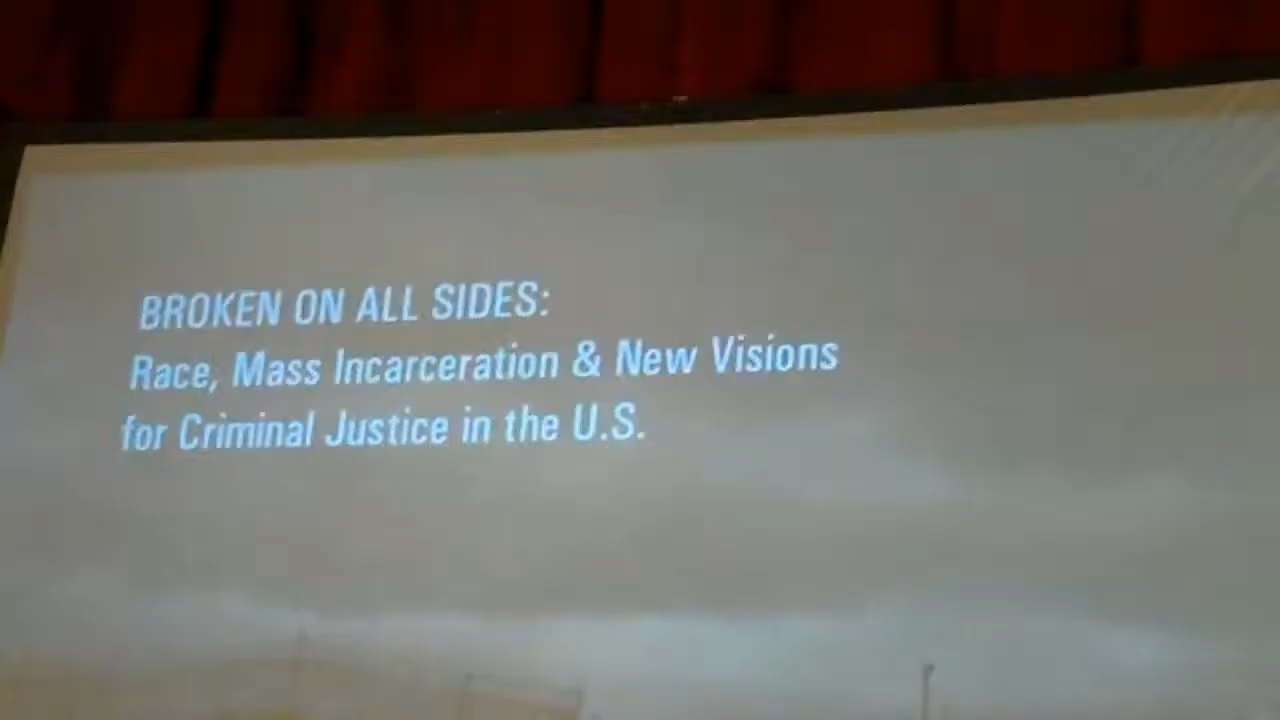 BROKEN ON ALL SIDES:
Race, Mass Incarceration & New Visions
for Criminal Justice in the U.S.